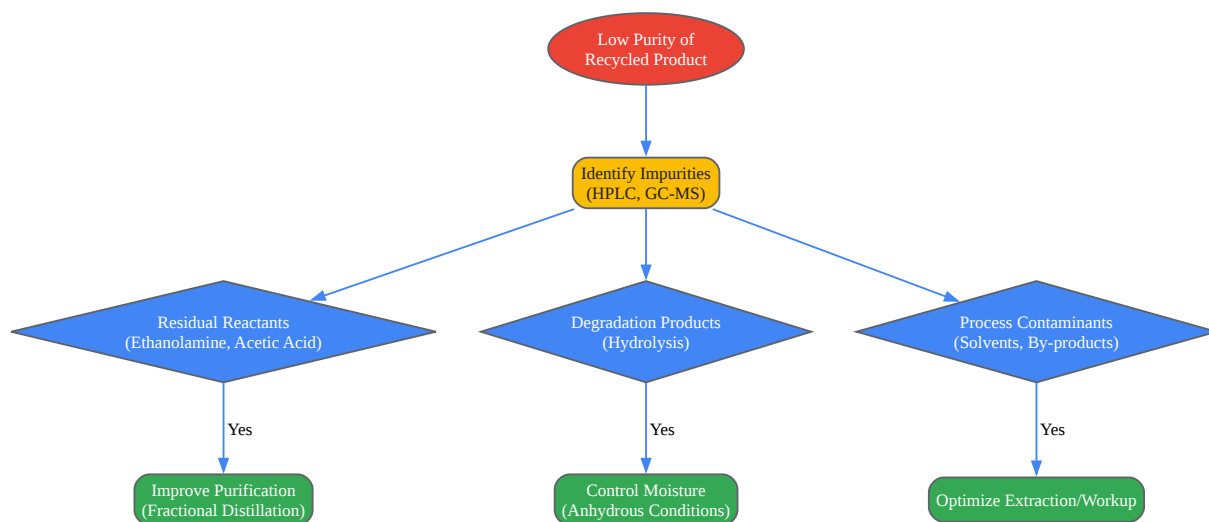 Low Purity of
Recycled Product
Identify Impurities
(HPLC, GC-MS)
Residual Reactants
(Ethanolamine, Acetic Acid)
Degradation Products
(Hydrolysis)
Process Contaminants
(Solvents, By-products)
Yes
Yes
Yes
Improve Purification
(Fractional Distillation)
Control Moisture
(Anhydrous Conditions)
Optimize Extraction/Workup